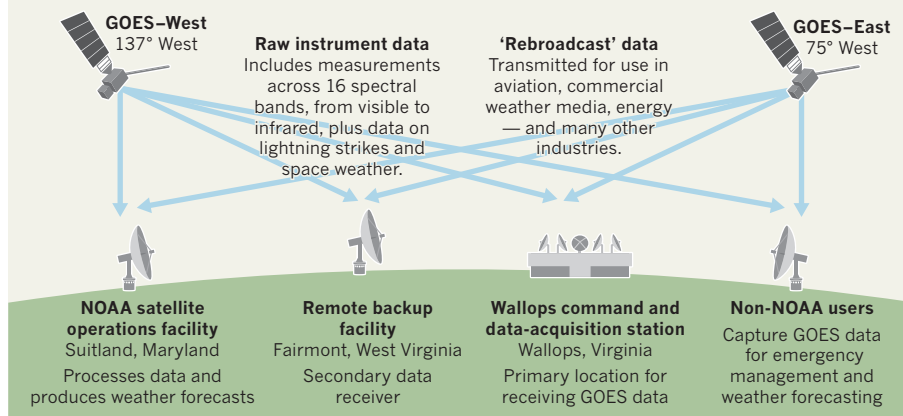 GOES–West
137° West
Raw instrument data
Includes measurements
across 16 spectral
bands, from visible to
infrared, plus data on
lightning strikes and
space weather.
‘Rebroadcast’ data
Transmitted for use in
aviation, commercial
weather media, energy
— and many other
industries.
GOES–East
75° West
NOAA satellite
operations facility
Suitland, Maryland
Processes data and
produces weather forecasts
Remote backup
facility
Fairmont, West Virginia
Secondary data
receiver
Wallops command and
data-acquisition station
Wallops, Virginia
Primary location for
receiving GOES data
Non-NOAA users
Capture GOES data
for emergency
management and
weather forecasting